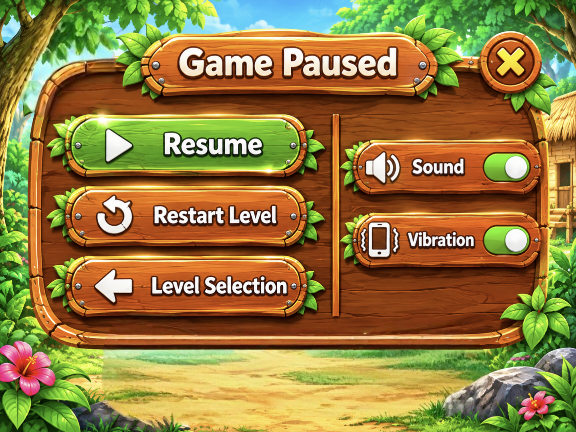 Game Paused
Resume
Restart Level
Level Selection
Sound
Vibration